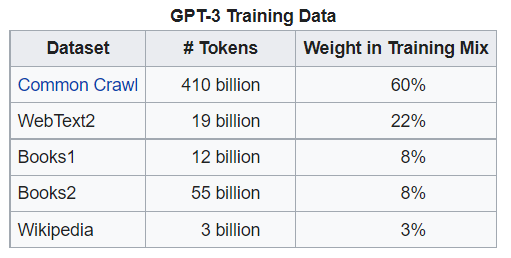 GPT-3 Training Data
Dataset # Tokens Weight in Training Mix
Common Crawl 410 billion 60%
WebText2 19 billion 22%
Books1 12 billion 8%
Books2 55 billion 8%
Wikipedia 3 billion 3%